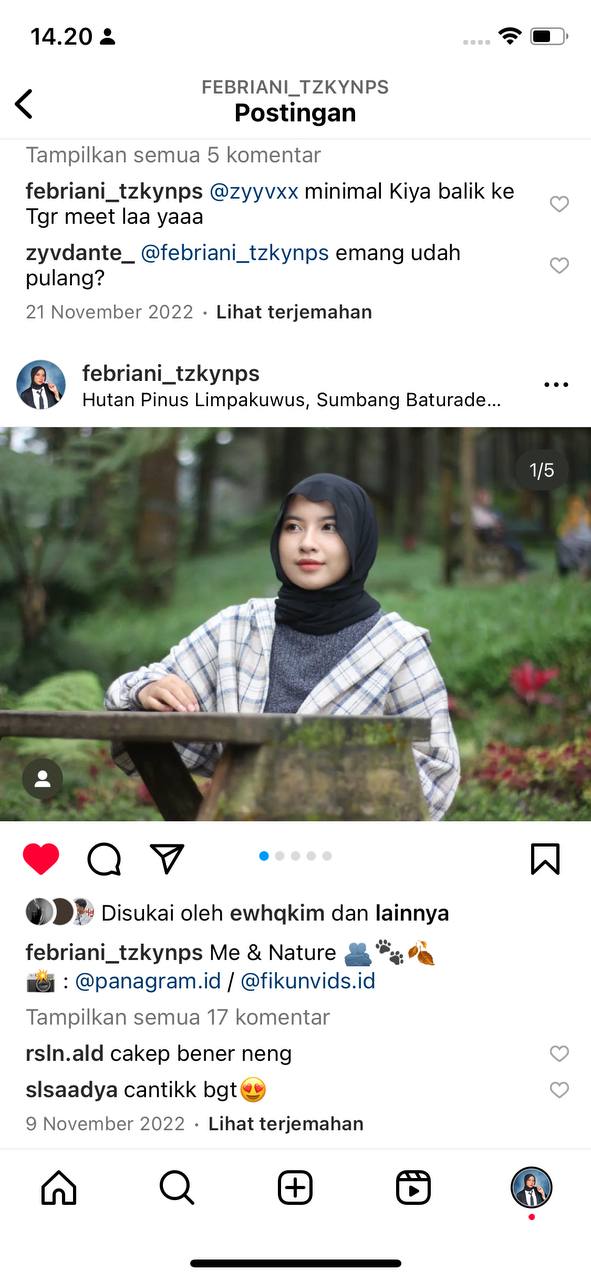 14.20
FEBRIANI_TZKYNPS
Postingan
Tampilkan semua 5 komentar
febriani_tzkynps @zyyvxx minimal Kiya balik ke
Tgr meet laa yaaa
zyvdante_ @febriani_tzkynps emang udah
pulang?
21 November 2022 · Lihat terjemahan
febriani_tzkynps
Hutan Pinus Limpakuwus, Sumbang Baturade...
1/5
Disukai oleh ewhqkim dan lainnya
febriani_tzkynps Me & Nature 🫂🐾🍂
📸 : @panagram.id / @fikunvids.id
Tampilkan semua 17 komentar
rsln.ald cakep bener neng
slsaadya cantikk bgt😍
9 November 2022 · Lihat terjemahan